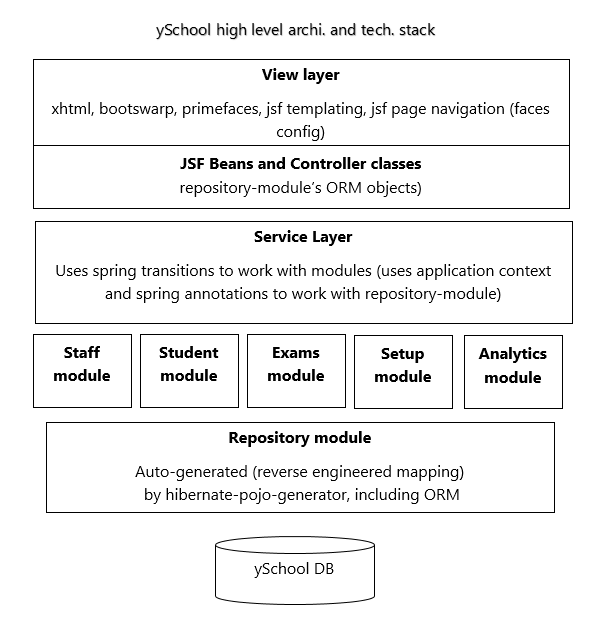 ySchool high level archi. and tech. stack
View layer
xhtml, bootswarp, primefaces, jsf templating, jsf page navigation (faces
config)
JSF Beans and Controller classes
repository-module’s ORM objects)
Service Layer
Uses spring transitions to work with modules (uses application context
and spring annotations to work with repository-module)
Staff
module
Student
module
Exams
module
Setup
module
Analytics
module
Repository module
Auto-generated (reverse engineered mapping)
by hibernate-pojo-generator, including ORM
ySchool DB